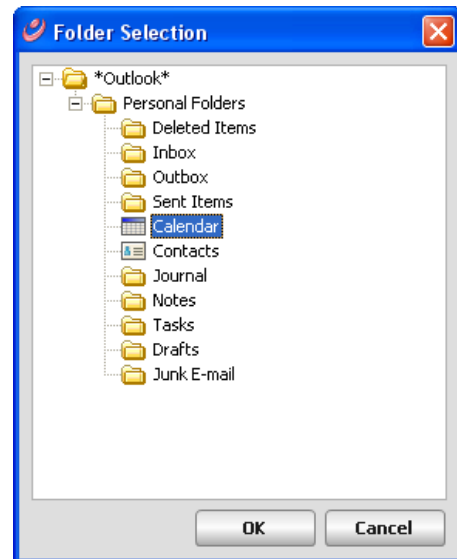 Folder Selection
*Outlook*
Personal Folders
Deleted Items
Inbox
Outbox
Sent Items
Calendar
Contacts
Journal
Notes
Tasks
Drafts
Junk E-mail
OK Cancel